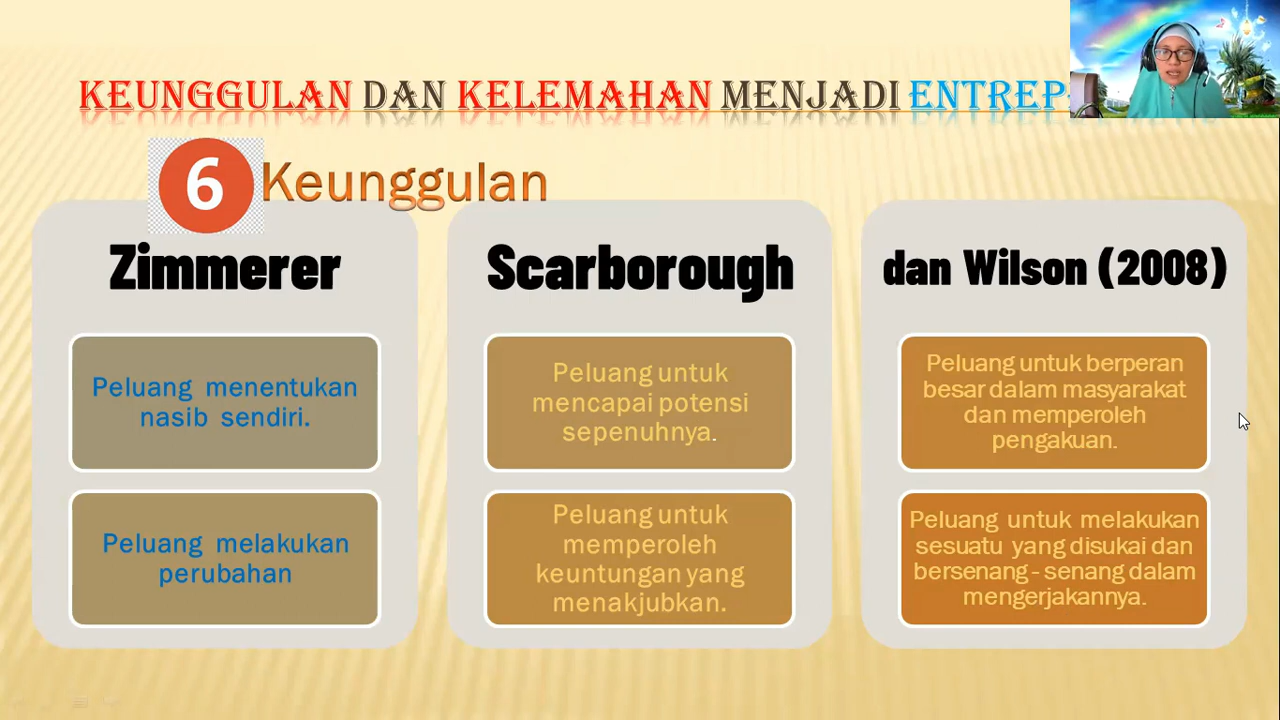 KEUNGGULAN DAN KELEMAHAN MENJADI
6 Keunggulan
Zimmerer
Peluang menentukan
nasib sendiri.
Peluang melakukan
perubahan
Scarborough
Peluang untuk
mencapai potensi
sepenuhnya.
Peluang untuk
memperoleh
keuntungan yang
menakjubkan.
dan Wilson (2008)
Peluang untuk berperan
besar dalam masyarakat
dan memperoleh
pengakuan.
Peluang untuk melakukan
sesuatu yang disukai dan
bersenang - senang dalam
mengerjakannya.